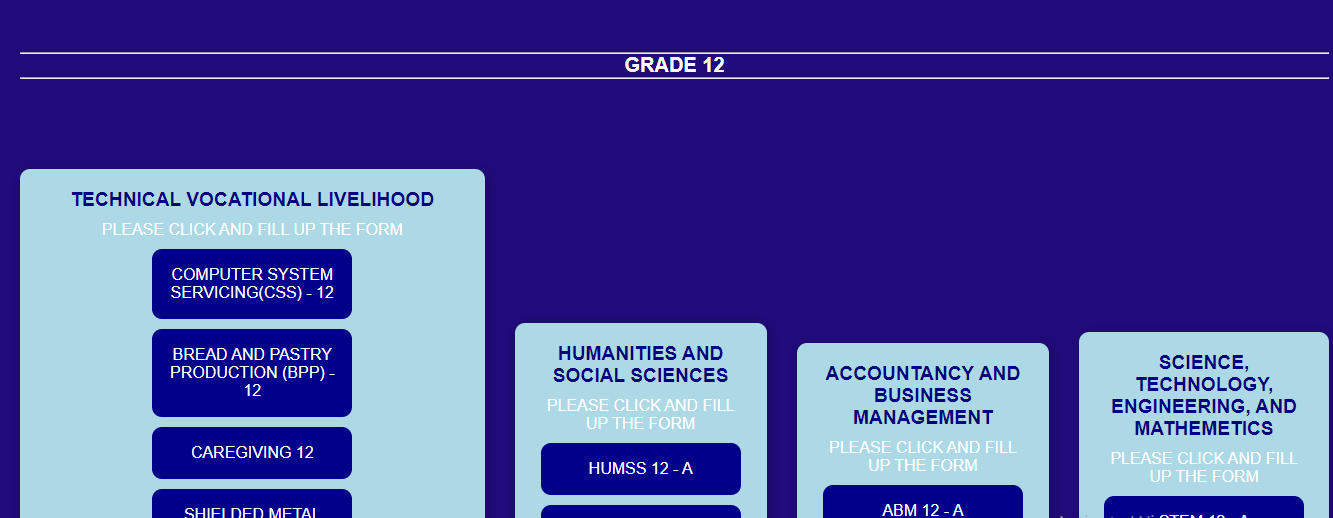 GRADE 12
TECHNICAL VOCATIONAL LIVELIHOOD
PLEASE CLICK AND FILL UP THE FORM
COMPUTER SYSTEM
SERVICING(CSS) - 12
BREAD AND PASTRY
PRODUCTION (BPP) -
12
CAREGIVING 12
SHIELDED METAL
HUMANITIES AND
SOCIAL SCIENCES
PLEASE CLICK AND FILL
UP THE FORM
HUMSS 12 - A
ACCOUNTANCY AND
BUSINESS
MANAGEMENT
PLEASE CLICK AND FILL
UP THE FORM
ABM 12 - A
SCIENCE,
TECHNOLOGY,
ENGINEERING, AND
MATHEMETICS
PLEASE CLICK AND FILL
UP THE FORM
STEM 12 - A